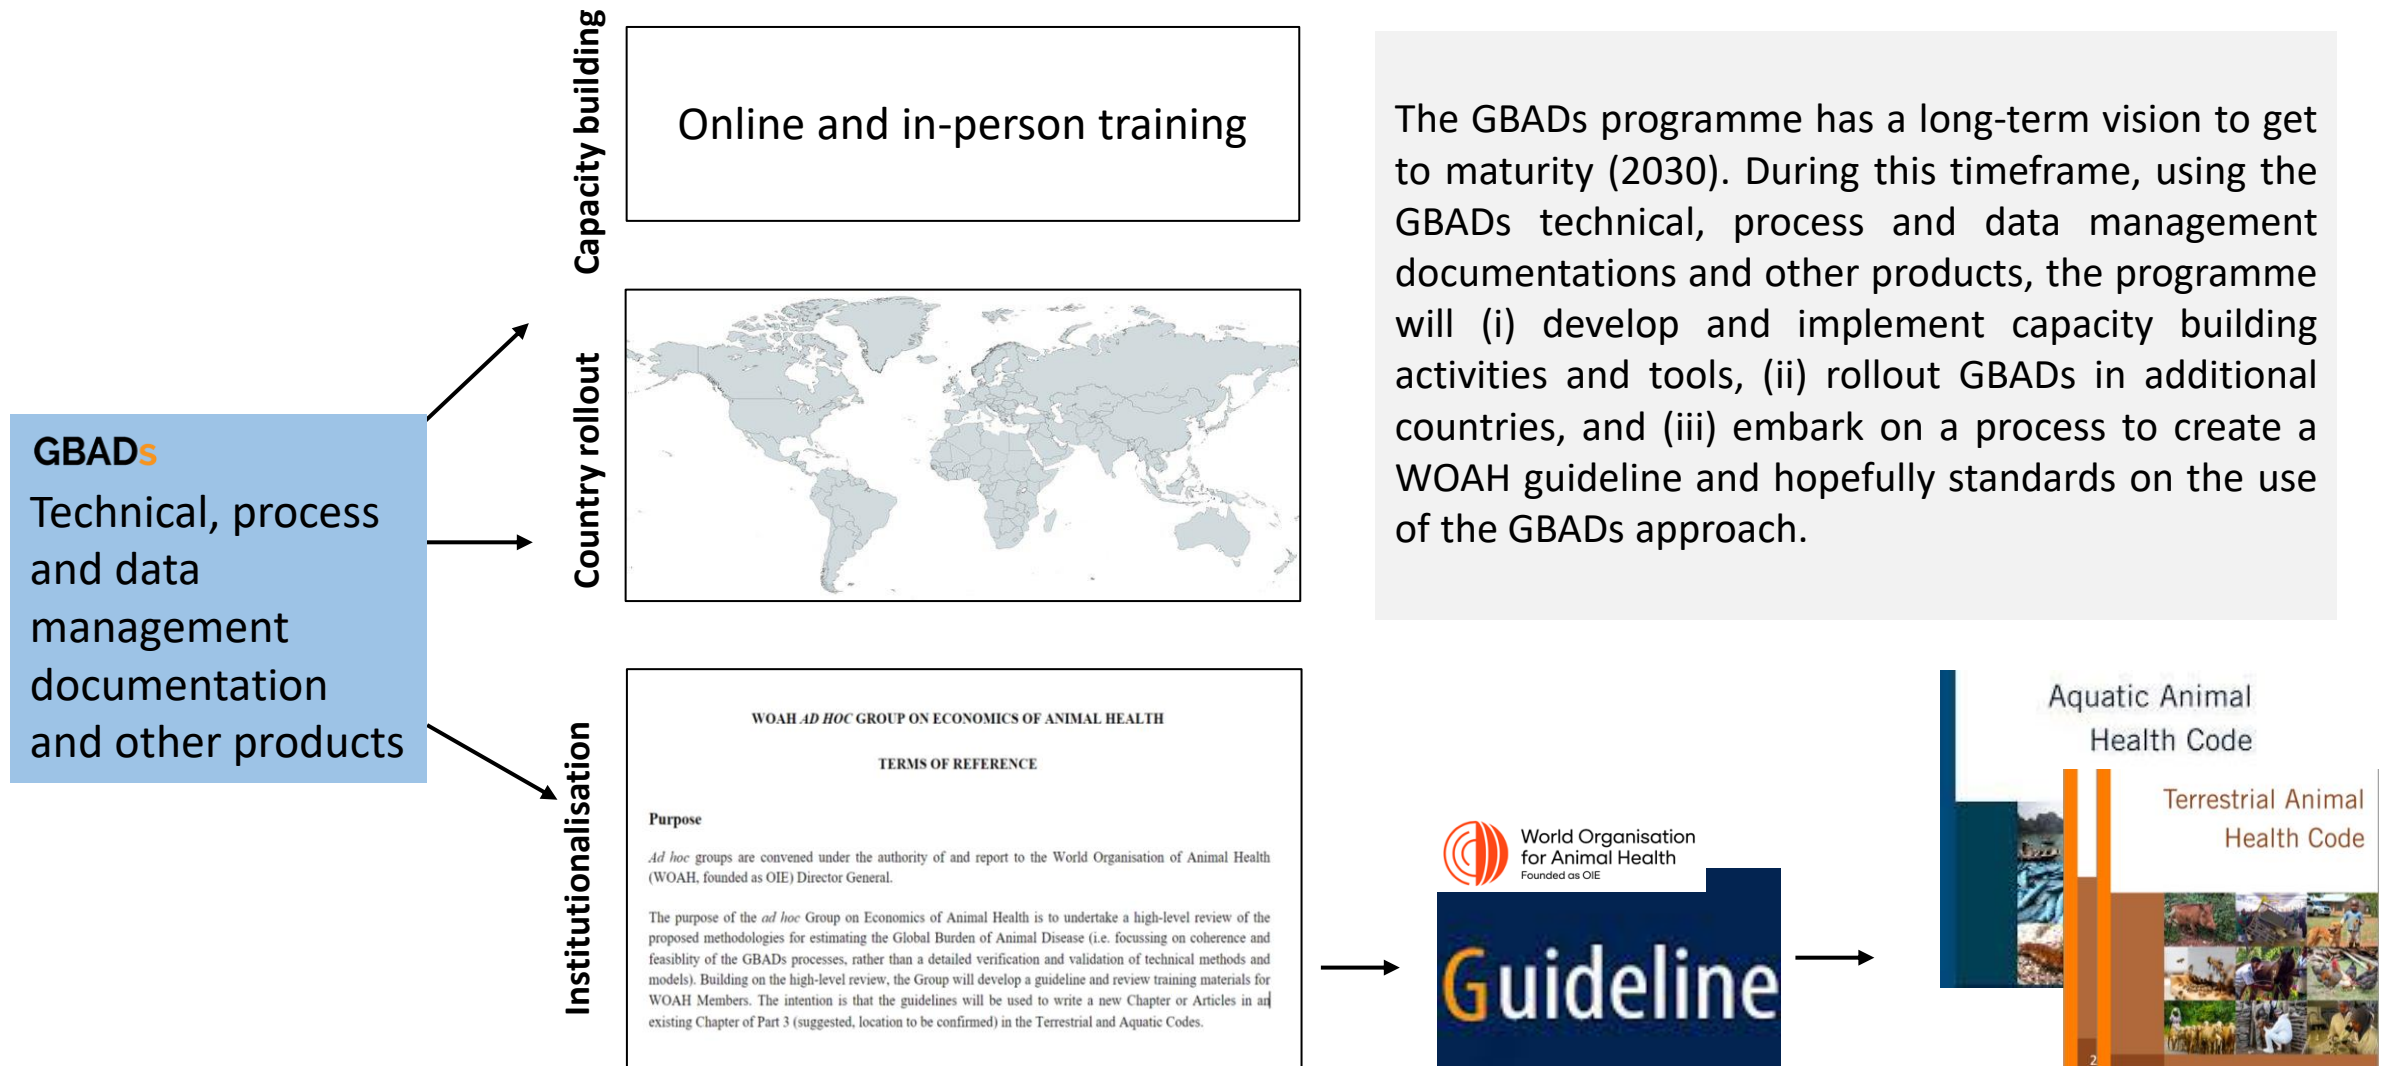 Capacity building
Online and in-person training
The GBADs programme has a long-term vision to get
to maturity (2030). During this timeframe, using the
GBADs technical, process and data management
documentations and other products, the programme
will (i) develop and implement capacity building
activities and tools, (ii) rollout GBADs in additional
countries, and (iii) embark on a process to create a
WOAH guideline and hopefully standards on the use
of the GBADs approach.
Country rollout
GBADs
Technical, process
and data
management
documentation
and other products
Institutionalisation
WOAH AD HOC GROUP ON ECONOMICS OF ANIMAL HEALTH
TERMS OF REFERENCE
Purpose
Ad hoc groups are convened under the authority of and report to the World Organisation of Animal Health
(WOAH, founded as OIE) Director General.
The purpose of the ad hoc Group on Economics of Animal Health is to undertake a high-level review of the
proposed methodologies for estimating the Global Burden of Animal Disease (i.e. focussing on coherence and
feasiblity of the GBADs processes, rather than a detailed verification and validation of technical methods and
models). Building on the high-level review, the Group will develop a guideline and review training materials for
WOAH Members. The intention is that the guidelines will be used to write a new Chapter or Articles in an
existing Chapter of Part 3 (suggested, location to be confirmed) in the Terrestrial and Aquatic Codes.
World Organisation
for Animal Health
Founded as OIE
Guideline
Aquatic Animal
Health Code
Terrestrial Animal
Health Code
2